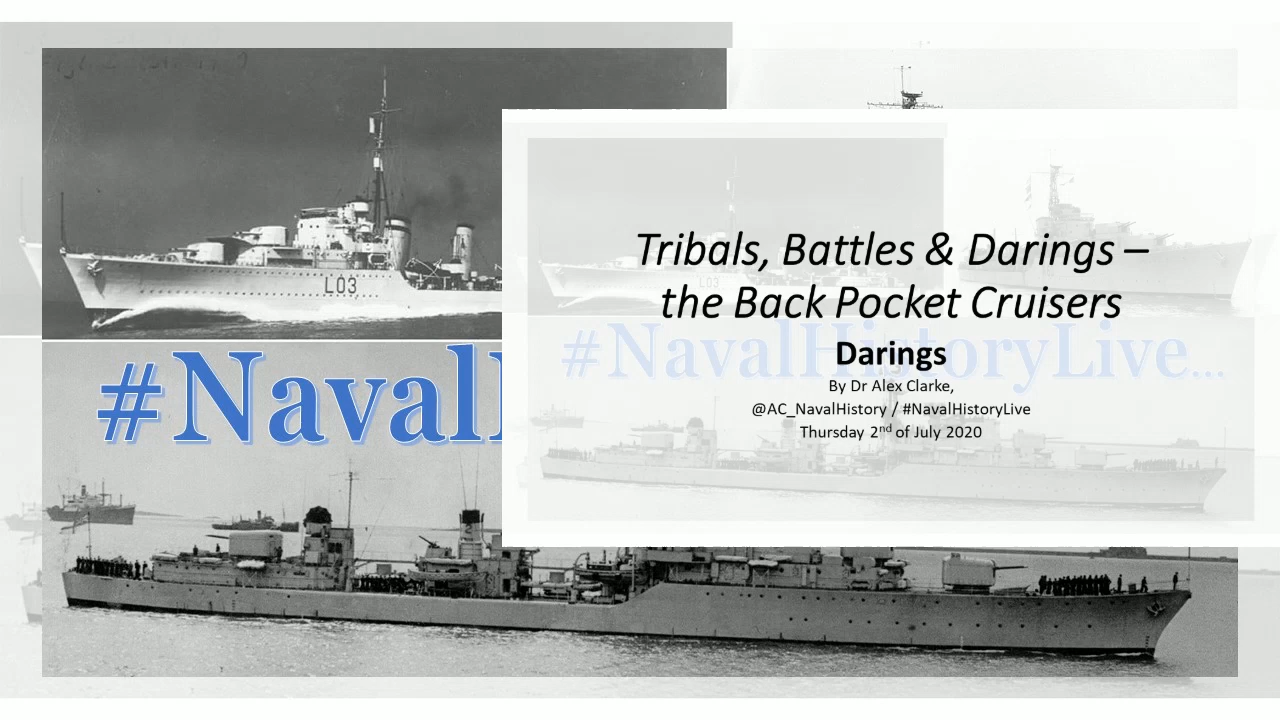 Tribals, Battles & Darings –
the Back Pocket Cruisers
Darings
By Dr Alex Clarke,
@AC_NavalHistory / #NavalHistoryLive
Thursday 2nd of July 2020
L03
#Naval
#NavalHistoryLive...